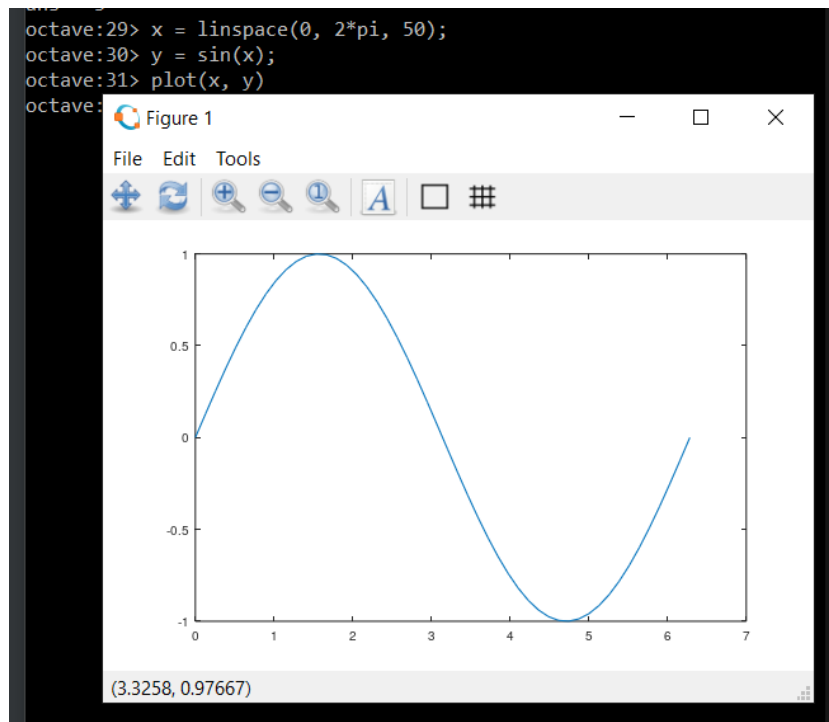 octave:29> x = linspace(0, 2*pi, 50);
octave:30> y = sin(x);
octave:31> plot(x, y)
octave:
Figure 1
File Edit Tools
1
A
1
0.5
0
-0.5
-1
0 1 2 3 4 5 6 7
(3.3258, 0.97667)